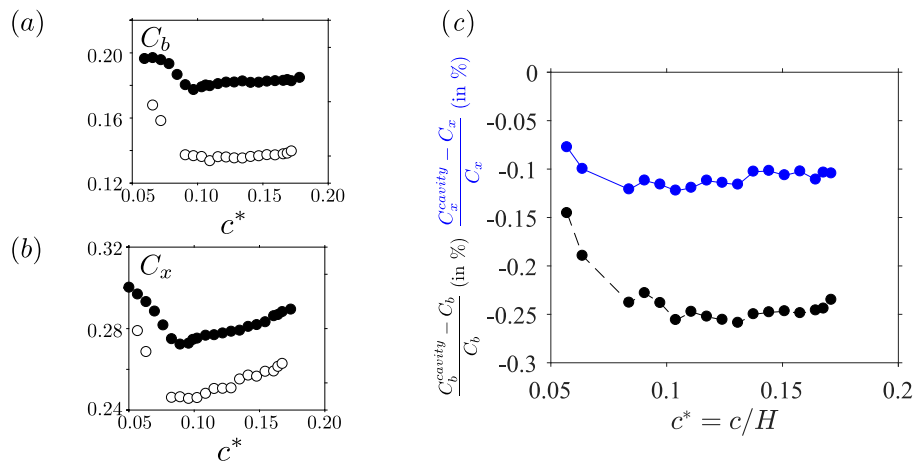 (a)
C_b
0.20
0.16
0.12
0.05 0.10 0.15 0.20
c*
(b)
0.32
C_x
0.28
0.24
0.05 0.10 0.15 0.20
c*
(c)
C_b^{cavity} − C_b / C_b (in %) C_x^{cavity} − C_x / C_x (in %)
0
-0.05
-0.1
-0.15
-0.2
-0.25
-0.3
0.05 0.1 0.15 0.2
c* = c/H